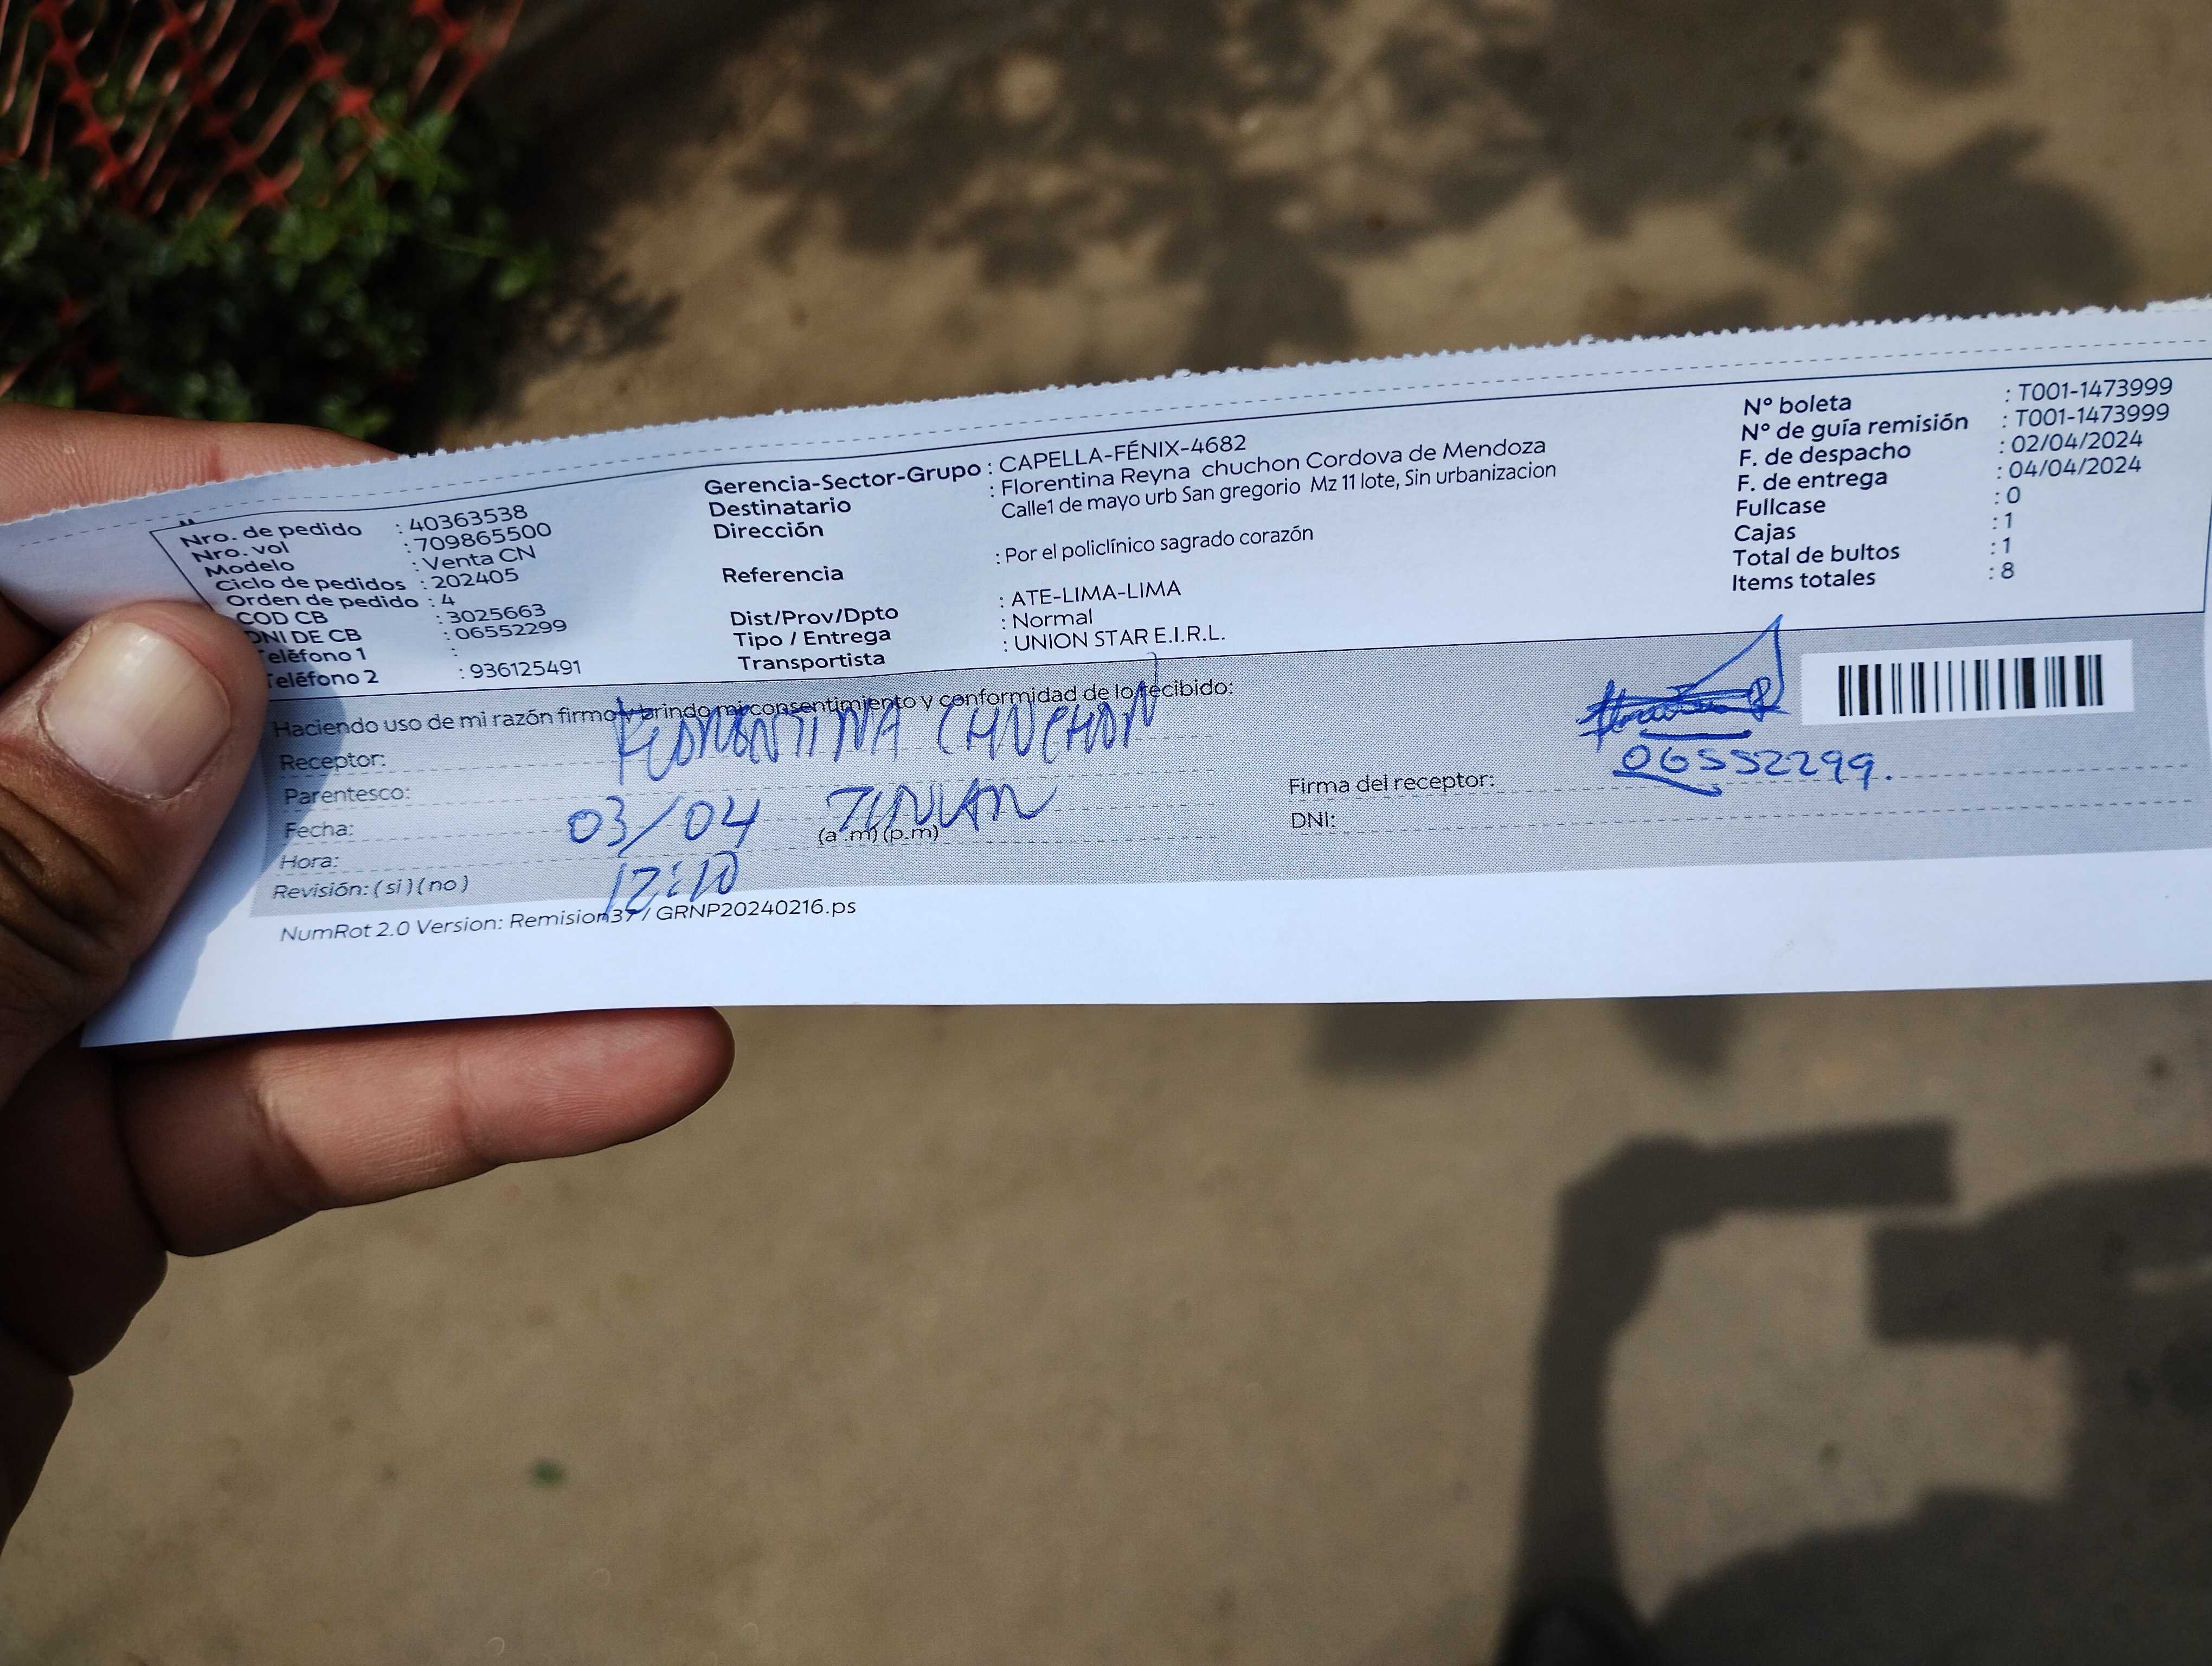 Nro. de pedido : 40363538
Nro. vol : 709865500
Modelo : Venta CN
Ciclo de pedidos : 202405
Orden de pedido : 4
COD CB : 3025663
DNI DE CB : 06552299
Teléfono 1 :
Teléfono 2 : 936125491
Gerencia-Sector-Grupo : CAPELLA-FÉNIX-4682
Destinatario : Florentina Reyna chuchon Cordova de Mendoza
Dirección : Calle1 de mayo urb San gregorio Mz 11 lote, Sin urbanizacion
Referencia : Por el policlínico sagrado corazón
Dist/Prov/Dpto : ATE-LIMA-LIMA
Tipo / Entrega : Normal
Transportista : UNION STAR E.I.R.L.
N° boleta : T001-1473999
N° de guía remisión : T001-1473999
F. de despacho : 02/04/2024
F. de entrega : 04/04/2024
Fullcase : 0
Cajas : 1
Total de bultos : 1
Items totales : 8
Haciendo uso de mi razón firmo y brindo mi consentimiento y conformidad de lo recibido:
Receptor: FLORENTINA CHUCHON
Parentesco:
Fecha: 03/04
(a.m) (p.m)
Hora: 12:10
Revisión: ( si ) ( no )
Firma del receptor:
DNI: 06552299.
NumRot 2.0 Version: Remision37 / GRNP20240216.ps